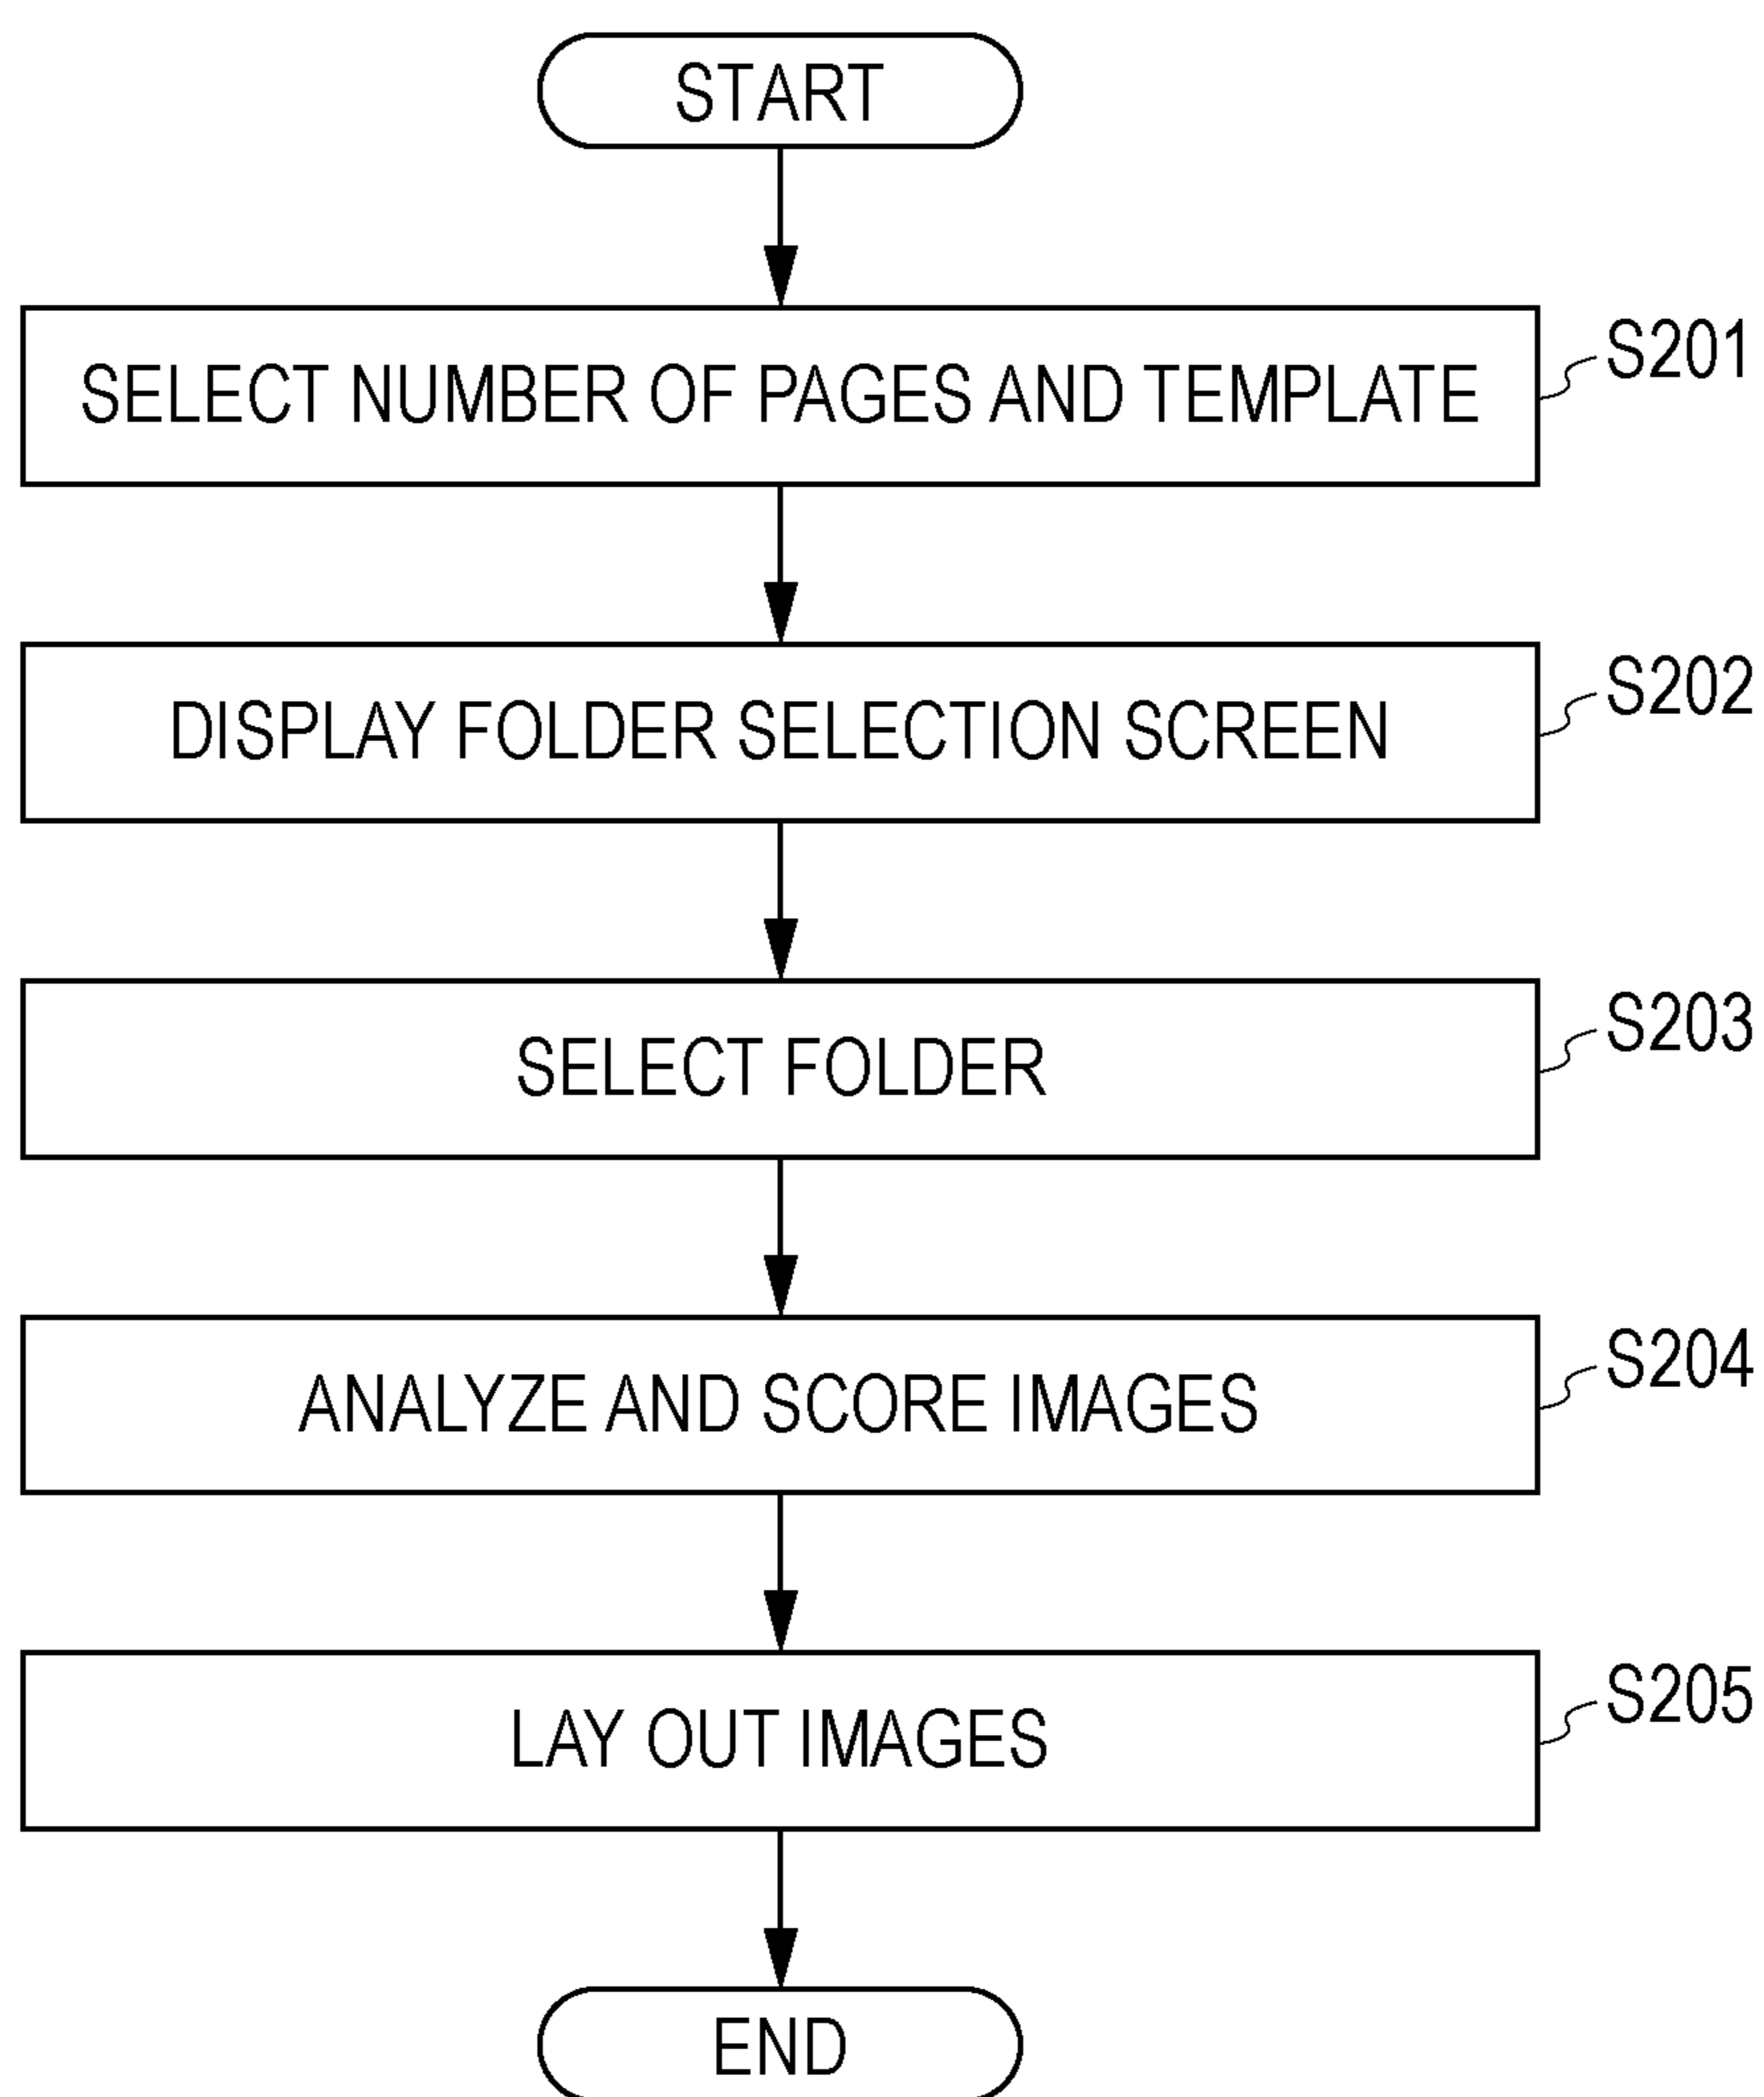 START
SELECT NUMBER OF PAGES AND TEMPLATE
S201
DISPLAY FOLDER SELECTION SCREEN
S202
SELECT FOLDER
S203
ANALYZE AND SCORE IMAGES
S204
LAY OUT IMAGES
S205
END